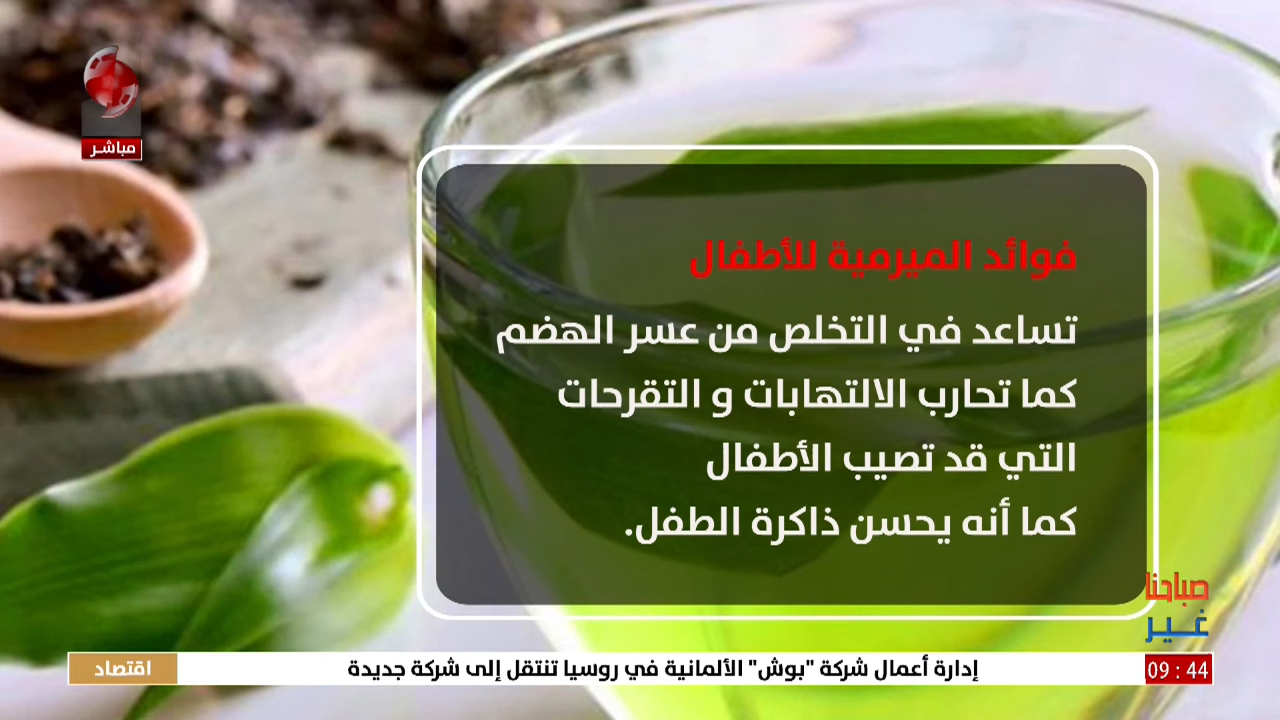 مباشر
فوائد الميرمية للأطفال
تساعد في التخلص من عسر الهضم
كما تحارب الالتهابات و التقرحات
التي قد تصيب الأطفال
كما أنه يحسن ذاكرة الطفل.
صباحنا
غير
09 : 44
إدارة أعمال شركة "بوش" الألمانية في روسيا تنتقل إلى شركة جديدة
اقتصاد